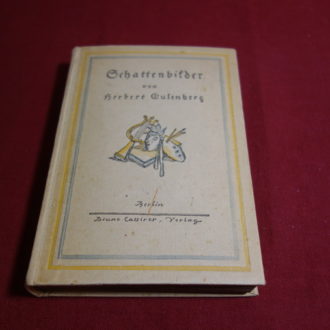 Schattenbilder
von
Herbert Eulenberg
Berlin
Bruno Cassirer, Verlag